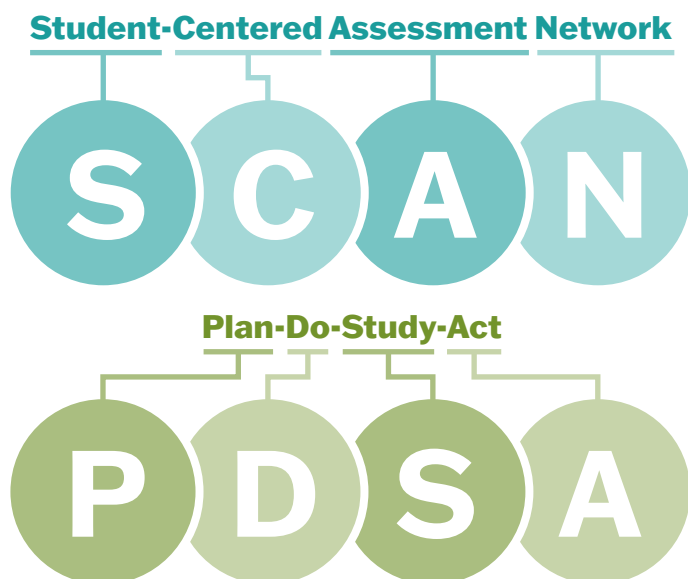 Student-Centered Assessment Network
S C A N
Plan-Do-Study-Act
P D S A